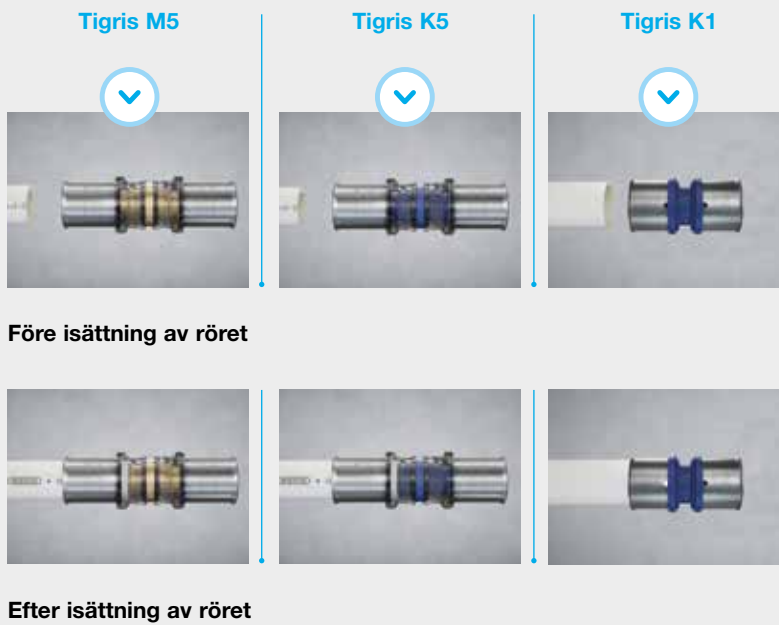 Tigris M5
Tigris K5
Tigris K1
Före isättning av röret
Efter isättning av röret